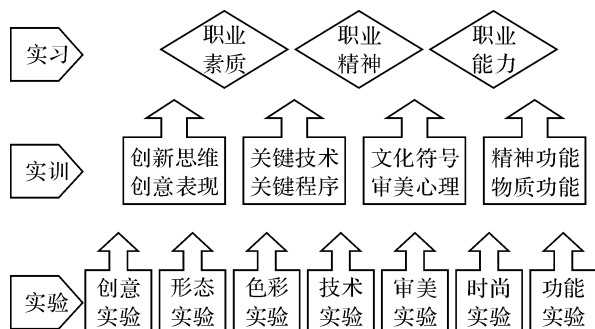 实习
职业 职业 职业
素质 精神 能力
实训
创新思维 关键技术 文化符号 精神功能
创意表现 关键程序 审美心理 物质功能
实验
创意 形态 色彩 技术 审美 时尚 功能
实验 实验 实验 实验 实验 实验 实验